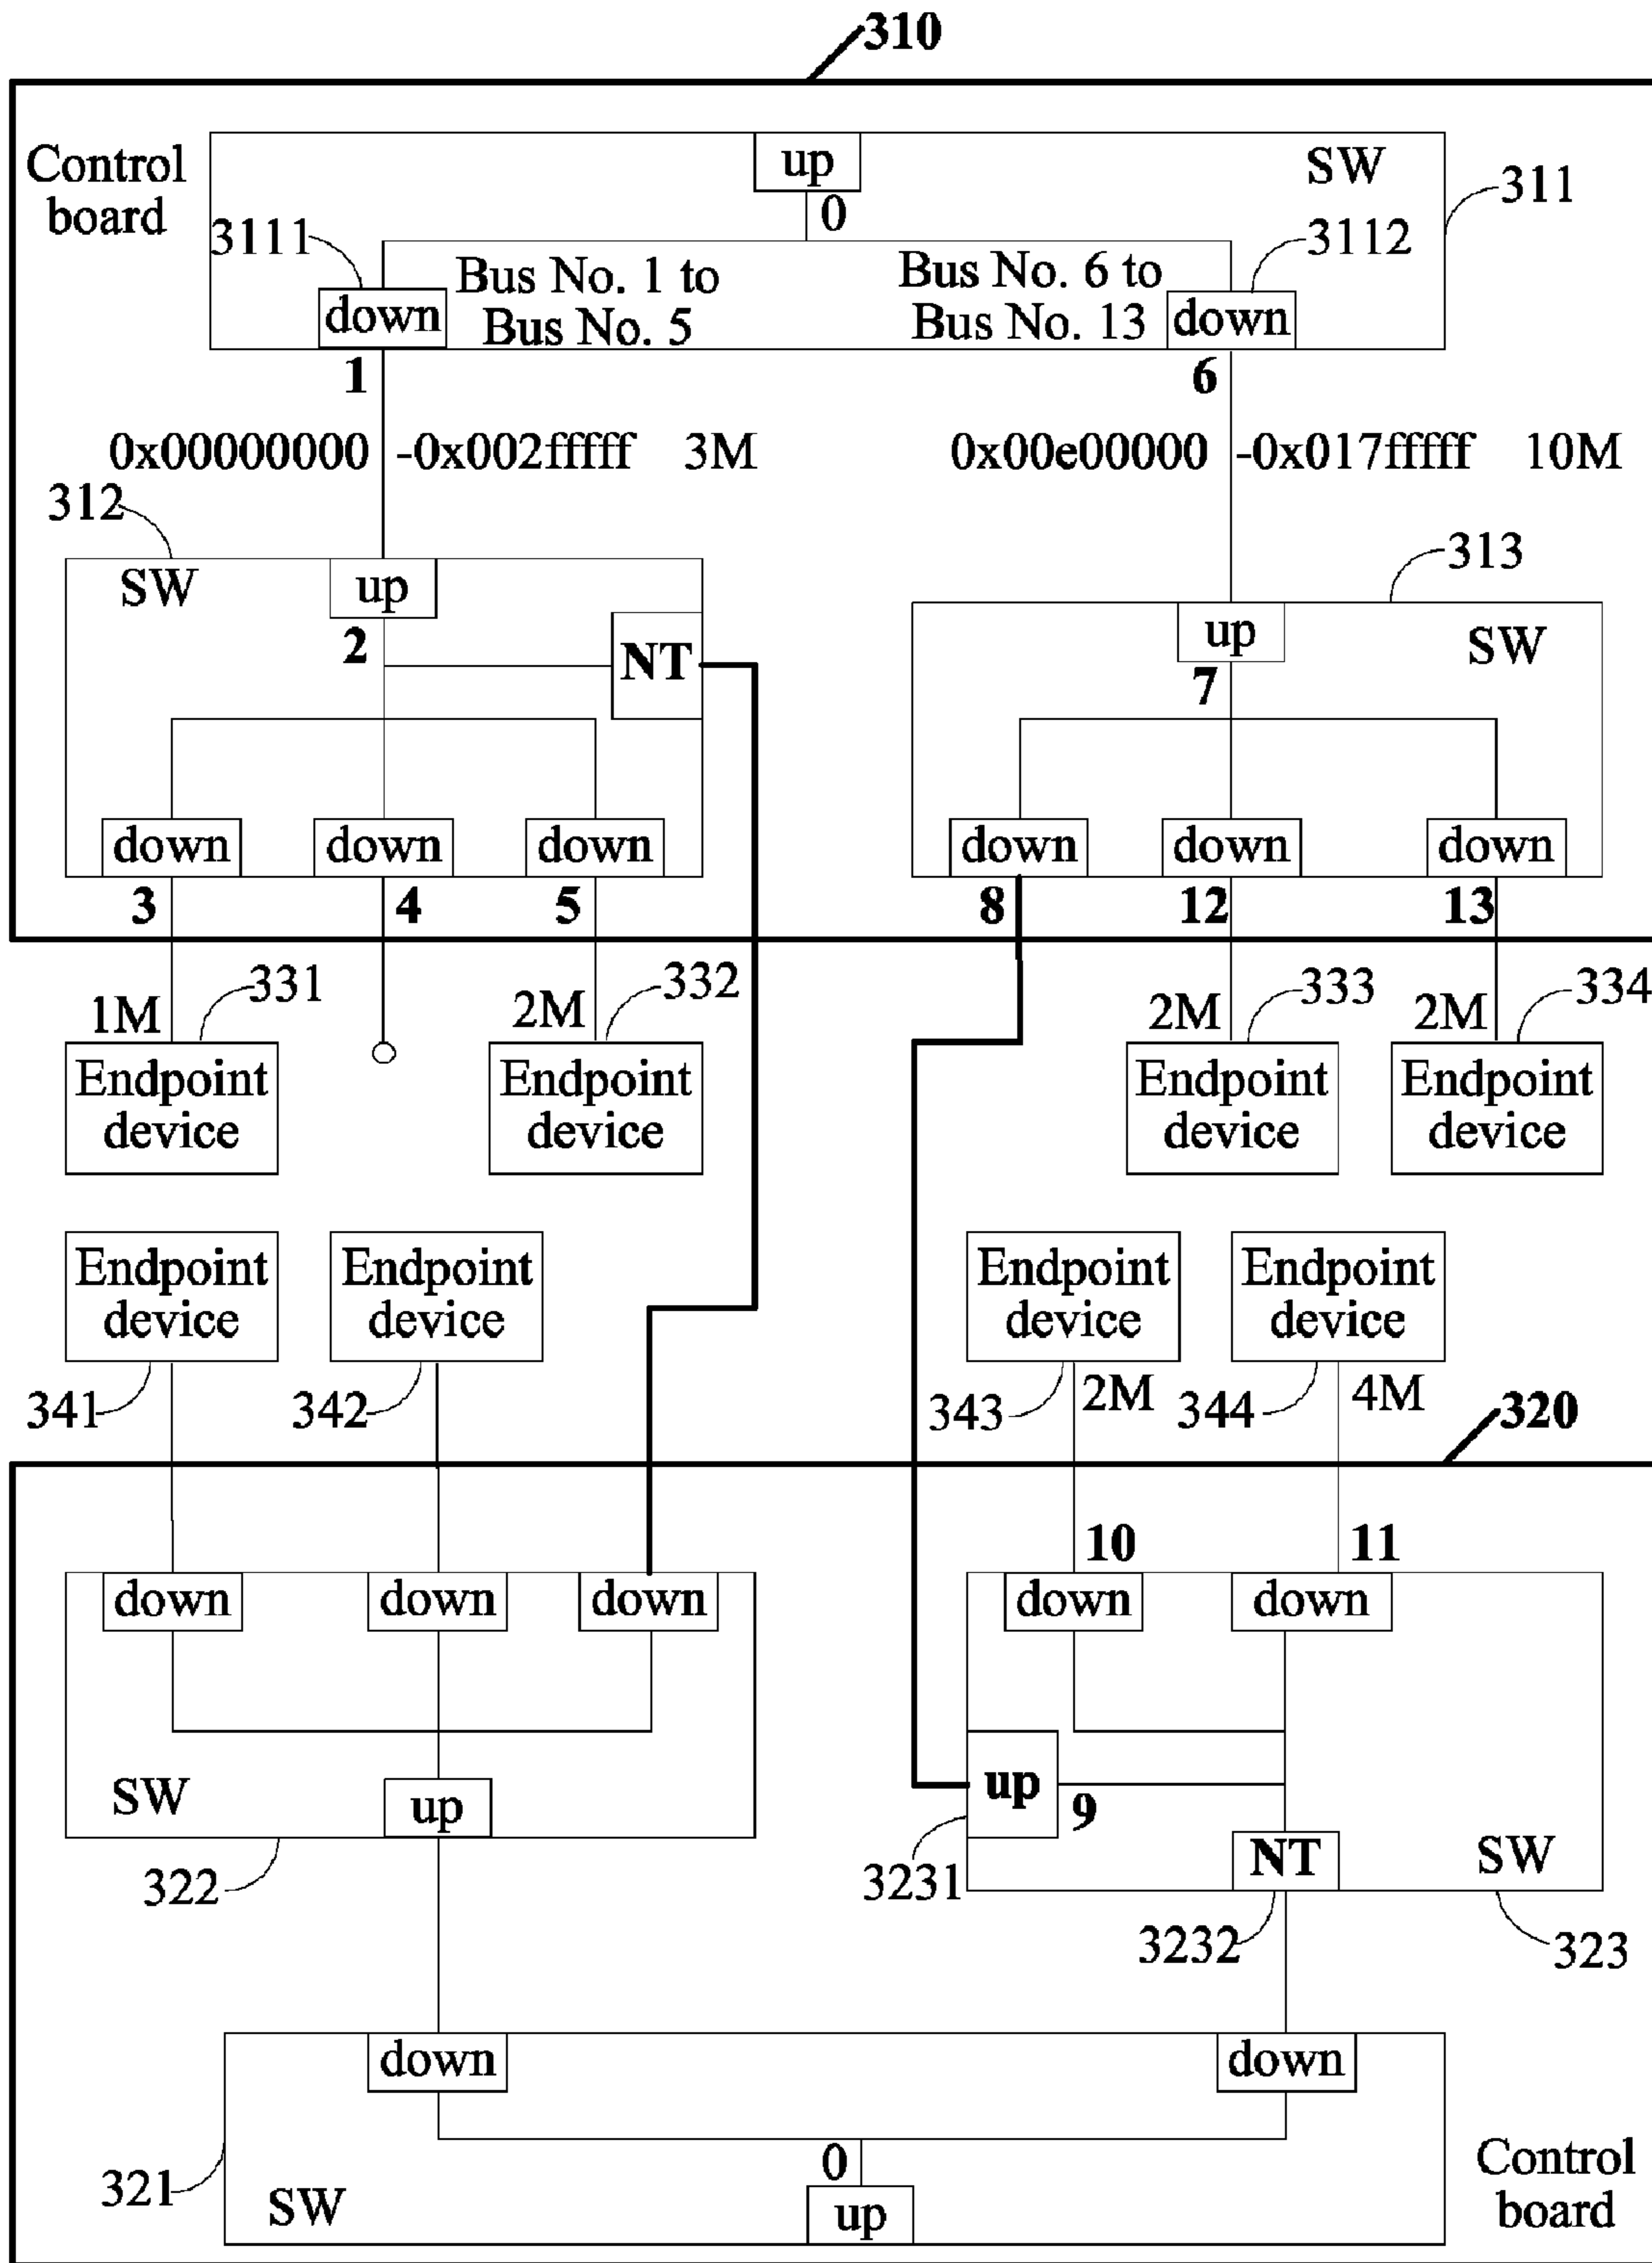 310
Control
board
up
SW
311
0
3111
3112
Bus No. 1 to
Bus No. 5
Bus No. 6 to
Bus No. 13
down
down
1
6
0x00000000
-0x002fffff
3M
0x00e00000
-0x017fffff
10M
312
313
SW
up
2
NT
up
SW
7
down
down
down
down
down
down
3
4
5
8
12
13
331
332
333
334
1M
2M
2M
2M
Endpoint
device
Endpoint
device
Endpoint
device
Endpoint
device
Endpoint
device
Endpoint
device
Endpoint
device
Endpoint
device
341
342
343
2M
344
4M
320
10
11
down
down
down
down
down
up
9
SW
up
NT
SW
322
3231
3232
323
down
down
321
0
SW
up
Control
board